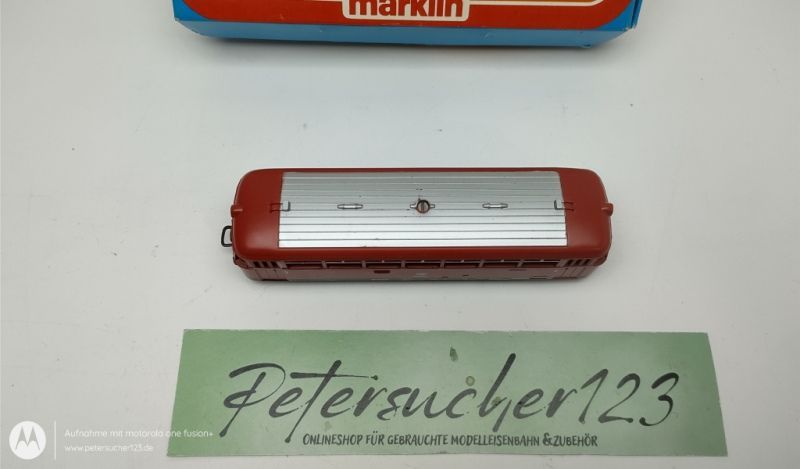 märklin
Petersucher123
ONLINESHOP FÜR GEBRAUCHTE MODELLEISENBAHN & ZUBEHÖR
Aufnahme mit motorola one fusion+
www.petersucher123.de